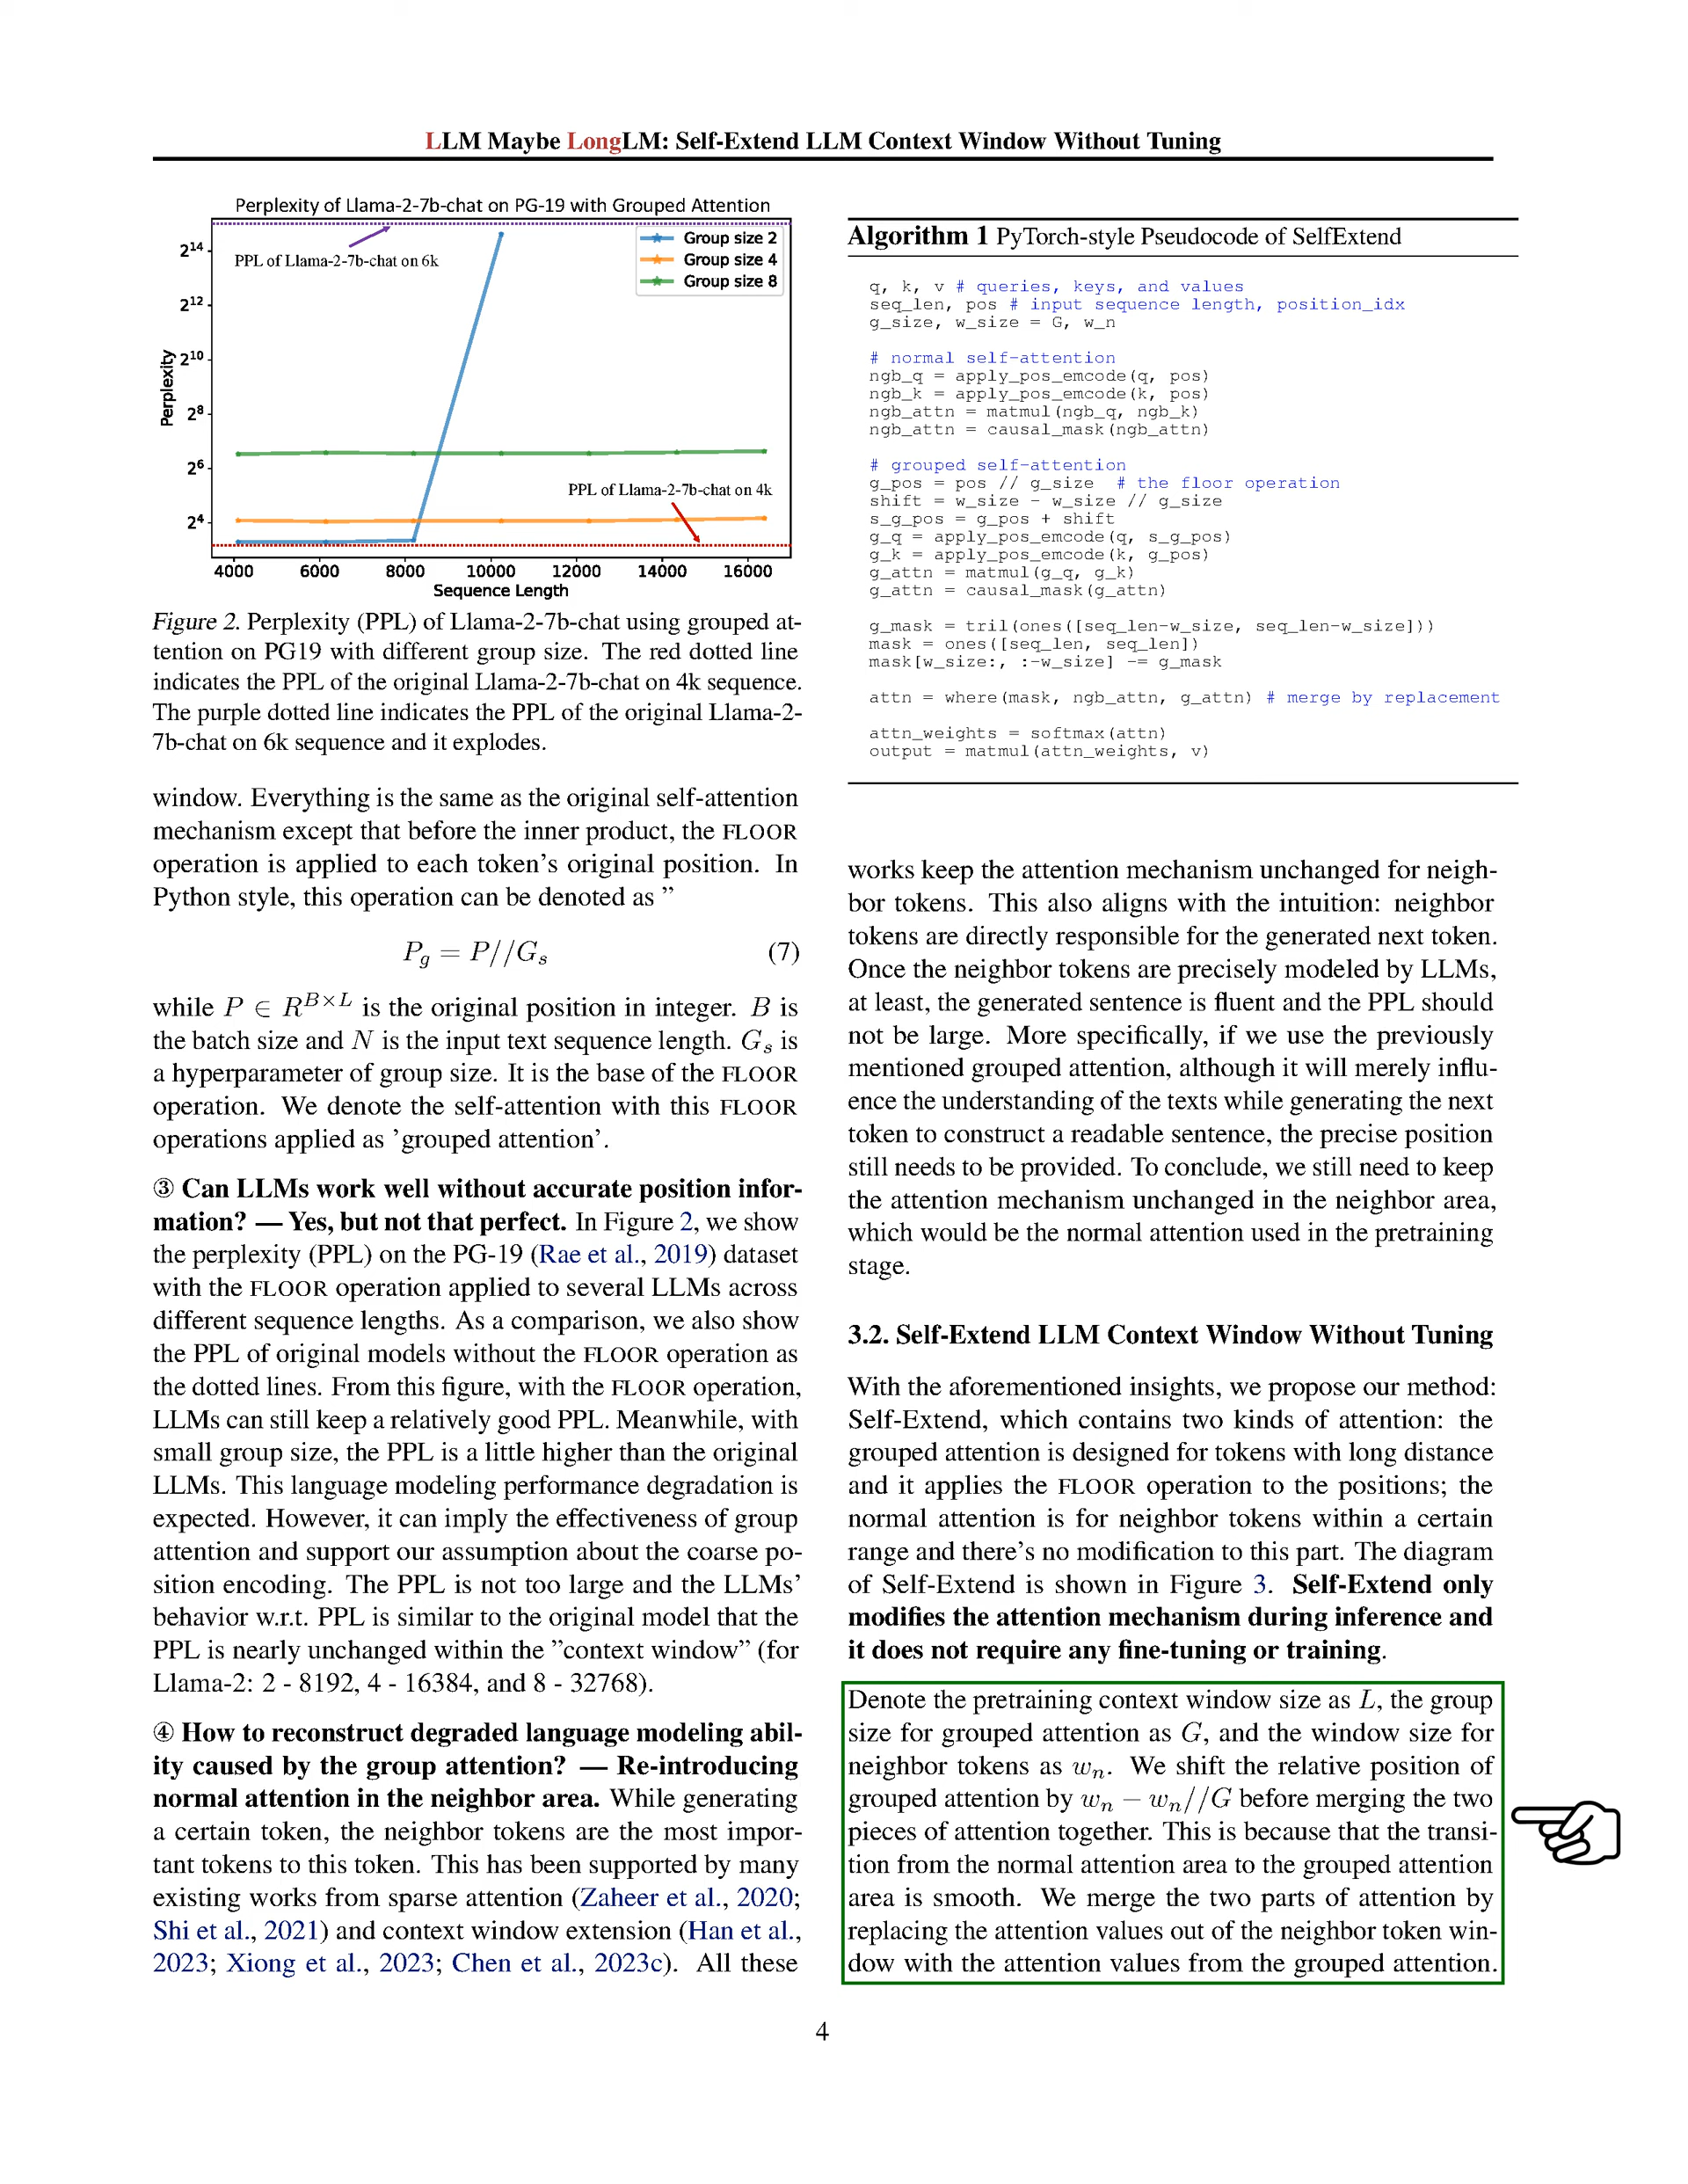 LLM Maybe LongLM: Self-Extend LLM Context Window Without Tuning
Perplexity of Llama-2-7b-chat on PG-19 with Grouped Attention
2^14
2^12
2^10
2^8
2^6
2^4
Perplexity
PPL of Llama-2-7b-chat on 6k
Group size 2
Group size 4
Group size 8
PPL of Llama-2-7b-chat on 4k
4000 6000 8000 10000 12000 14000 16000
Sequence Length
Figure 2. Perplexity (PPL) of Llama-2-7b-chat using grouped at-
tention on PG19 with different group size. The red dotted line
indicates the PPL of the original Llama-2-7b-chat on 4k sequence.
The purple dotted line indicates the PPL of the original Llama-2-
7b-chat on 6k sequence and it explodes.
window. Everything is the same as the original self-attention
mechanism except that before the inner product, the FLOOR
operation is applied to each token's original position. In
Python style, this operation can be denoted as ”
P_g = P//G_s (7)
while P ∈ R^{B×L} is the original position in integer. B is
the batch size and N is the input text sequence length. G_s is
a hyperparameter of group size. It is the base of the FLOOR
operation. We denote the self-attention with this FLOOR
operations applied as ’grouped attention’.
③ Can LLMs work well without accurate position infor-
mation? — Yes, but not that perfect. In Figure 2, we show
the perplexity (PPL) on the PG-19 (Rae et al., 2019) dataset
with the FLOOR operation applied to several LLMs across
different sequence lengths. As a comparison, we also show
the PPL of original models without the FLOOR operation as
the dotted lines. From this figure, with the FLOOR operation,
LLMs can still keep a relatively good PPL. Meanwhile, with
small group size, the PPL is a little higher than the original
LLMs. This language modeling performance degradation is
expected. However, it can imply the effectiveness of group
attention and support our assumption about the coarse po-
sition encoding. The PPL is not too large and the LLMs’
behavior w.r.t. PPL is similar to the original model that the
PPL is nearly unchanged within the ”context window” (for
Llama-2: 2 - 8192, 4 - 16384, and 8 - 32768).
④ How to reconstruct degraded language modeling abil-
ity caused by the group attention? — Re-introducing
normal attention in the neighbor area. While generating
a certain token, the neighbor tokens are the most impor-
tant tokens to this token. This has been supported by many
existing works from sparse attention (Zaheer et al., 2020;
Shi et al., 2021) and context window extension (Han et al.,
2023; Xiong et al., 2023; Chen et al., 2023c). All these
Algorithm 1 PyTorch-style Pseudocode of SelfExtend
q, k, v # queries, keys, and values
seq_len, pos # input sequence length, position_idx
g_size, w_size = G, w_n
# normal self-attention
ngb_q = apply_pos_emcode(q, pos)
ngb_k = apply_pos_emcode(k, pos)
ngb_attn = matmul(ngb_q, ngb_k)
ngb_attn = causal_mask(ngb_attn)
# grouped self-attention
g_pos = pos // g_size # the floor operation
shift = w_size - w_size // g_size
s_g_pos = g_pos + shift
g_q = apply_pos_emcode(q, s_g_pos)
g_k = apply_pos_emcode(k, g_pos)
g_attn = matmul(g_q, g_k)
g_attn = causal_mask(g_attn)
g_mask = tril(ones([seq_len-w_size, seq_len-w_size]))
mask = ones([seq_len, seq_len])
mask[w_size:, :-w_size] -= g_mask
attn = where(mask, ngb_attn, g_attn) # merge by replacement
attn_weights = softmax(attn)
output = matmul(attn_weights, v)
works keep the attention mechanism unchanged for neigh-
bor tokens. This also aligns with the intuition: neighbor
tokens are directly responsible for the generated next token.
Once the neighbor tokens are precisely modeled by LLMs,
at least, the generated sentence is fluent and the PPL should
not be large. More specifically, if we use the previously
mentioned grouped attention, although it will merely influ-
ence the understanding of the texts while generating the next
token to construct a readable sentence, the precise position
still needs to be provided. To conclude, we still need to keep
the attention mechanism unchanged in the neighbor area,
which would be the normal attention used in the pretraining
stage.
3.2. Self-Extend LLM Context Window Without Tuning
With the aforementioned insights, we propose our method:
Self-Extend, which contains two kinds of attention: the
grouped attention is designed for tokens with long distance
and it applies the FLOOR operation to the positions; the
normal attention is for neighbor tokens within a certain
range and there’s no modification to this part. The diagram
of Self-Extend is shown in Figure 3. Self-Extend only
modifies the attention mechanism during inference and
it does not require any fine-tuning or training.
Denote the pretraining context window size as L, the group
size for grouped attention as G, and the window size for
neighbor tokens as w_n. We shift the relative position of
grouped attention by w_n − w_n//G before merging the two
pieces of attention together. This is because that the transi-
tion from the normal attention area to the grouped attention
area is smooth. We merge the two parts of attention by
replacing the attention values out of the neighbor token win-
dow with the attention values from the grouped attention.
4